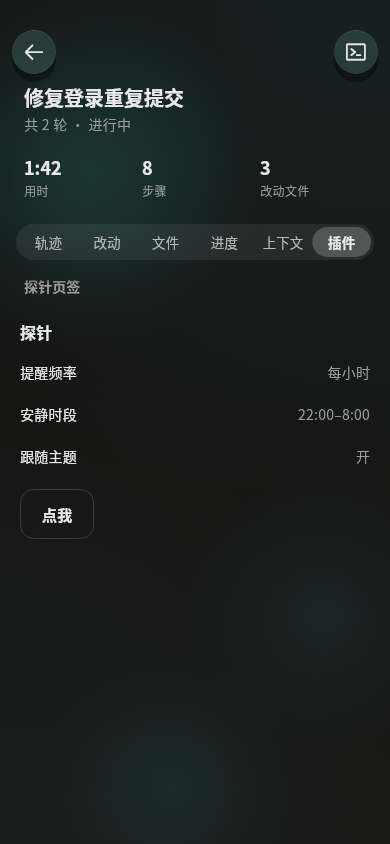 修复登录重复提交
共 2 轮 · 进行中
1:42 8 3
用时 步骤 改动文件
轨迹 改动 文件 进度 上下文 插件
探针页签
探针
提醒频率 每小时
安静时段 22:00–8:00
跟随主题 开
点我